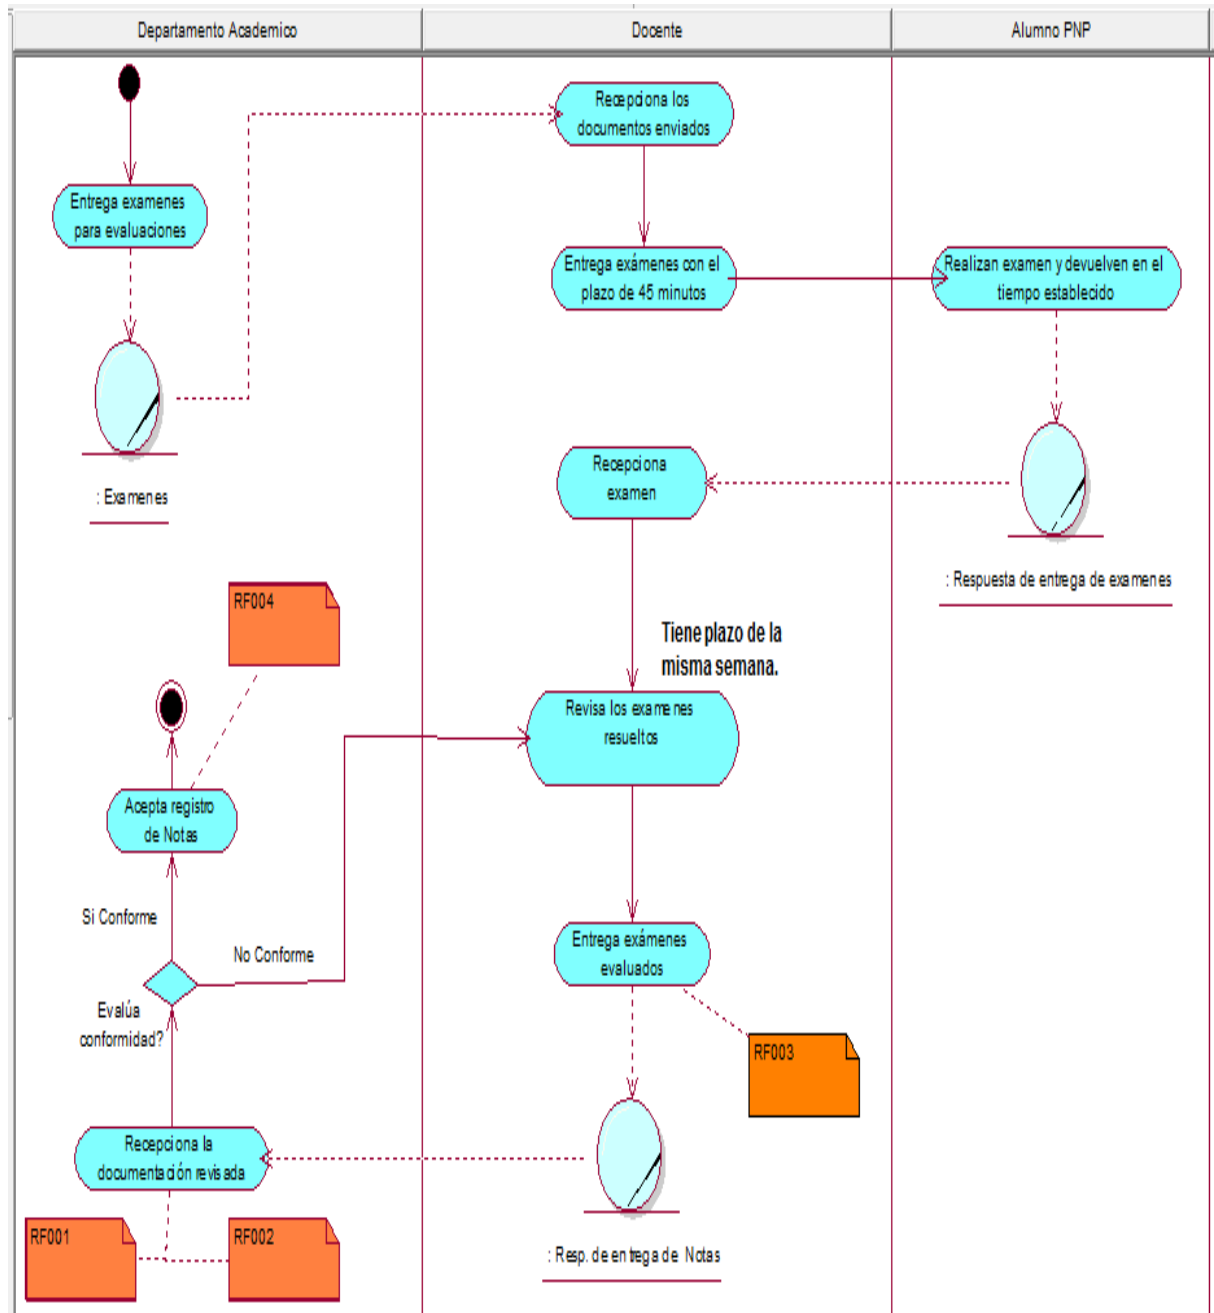 Departamento Academico
Docente
Alumno PNP
Recepciona los
documentos enviados
Entrega examenes
para evaluaciones
Entrega exámenes con el
plazo de 45 minutos
Realizan examen y devuelven en el
tiempo establecido
: Examenes
Recepciona
examen
: Respuesta de entrega de examenes
RF004
Tiene plazo de la
misma semana.
Revisa los examenes
resueltos
Acepta registro
de Notas
Si Conforme
No Conforme
Evalúa
conformidad?
Entrega exámenes
evaluados
RF003
Recepciona la
documentación revisada
RF001
RF002
: Resp. de entrega de Notas